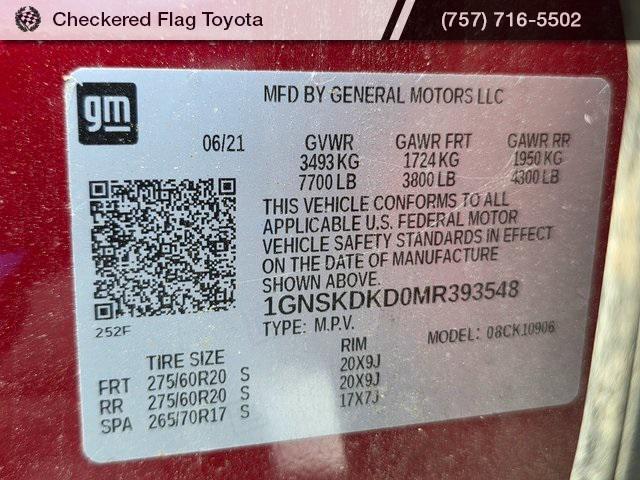 Checkered Flag Toyota (757) 716-5502
gm
MFD BY GENERAL MOTORS LLC
06/21 GVWR GAWR FRT GAWR RR
3493 KG 1724 KG 1950 KG
7700 LB 3800 LB 4300 LB
THIS VEHICLE CONFORMS TO ALL
APPLICABLE U.S. FEDERAL MOTOR
VEHICLE SAFETY STANDARDS IN EFFECT
ON THE DATE OF MANUFACTURE
SHOWN ABOVE.
1GNSKDKD0MR393548
252F
TYPE: M.P.V. MODEL: 08CK10906
TIRE SIZE RIM
FRT 275/60R20 S 20X9J
RR 275/60R20 S 20X9J
SPA 265/70R17 S 17X7J